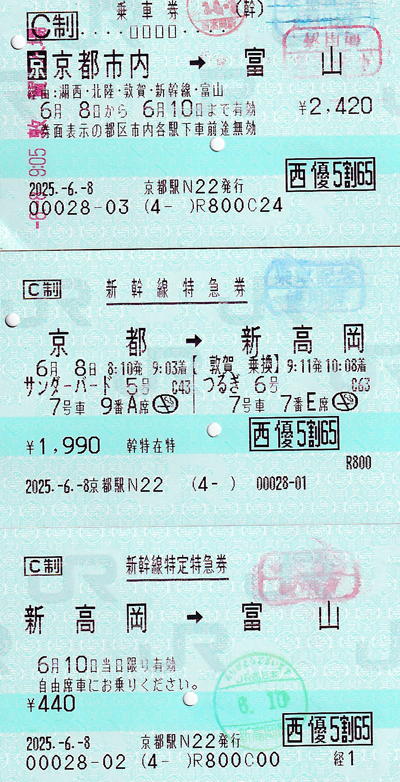 乗車券
(幹)
C制
京 京都市内 → 富山
経由:湖西・北陸・敦賀・新幹線・富山
6月 8日から 6月10日まで有効 ¥2,420
券面表示の都区市内各駅下車前途無効
-6.-8 9:05 敦賀
西優5割65
2025.-6.-8 京都駅N22発行
00028-03 (4- )R800C24
C制 新幹線特急券
京都 → 新高岡
6月 8日 8:10発 9:03着【 敦賀 乗換】 9:11発10:08着
サンダーバード 5号 C43 つるぎ 6号 C63
7号車 9番A席 7号車 7番E席
西優5割65
¥1,990 幹特在特
R800
2025.-6.-8京都駅N22 (4- ) 00028-01
C制 新幹線特定特急券
新高岡 → 富山
6月10日当日限り有効
自由席車にお乗りください。
¥440
6.10
西優5割65
2025.-6.-8 京都駅N22発行
00028-02 (4- )R800C00 経1